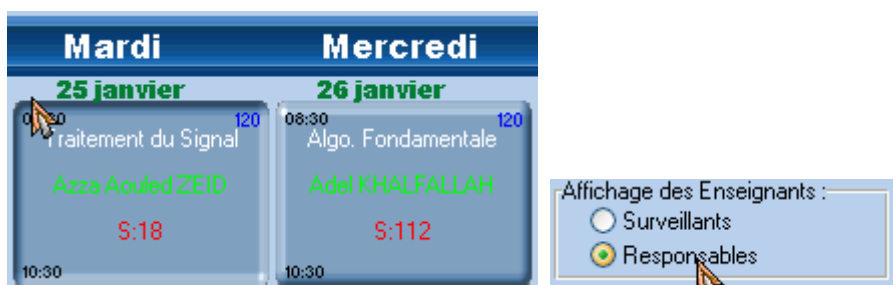 Mardi Mercredi
25 janvier 26 janvier
120 08:30 120
Traitement du Signal Algo. Fondamentale
Azza Aouled ZEID Adel KHALFALLAH
S:18 S:112
10:30 10:30
Affichage des Enseignants :
Surveillants
Responsables